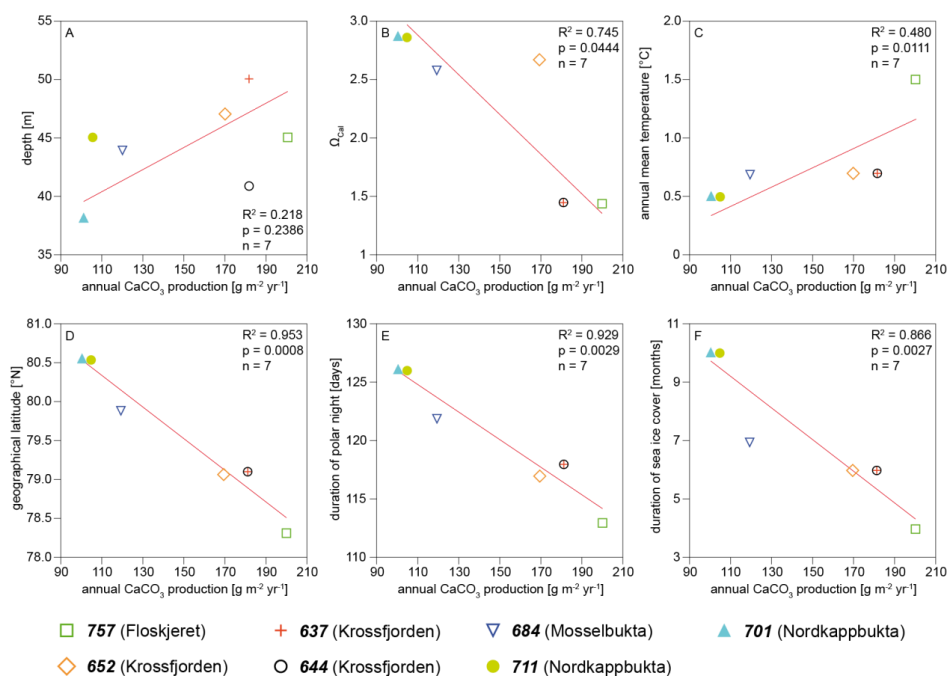 A
55
50
45
40
35
depth [m]
R² = 0.218
p = 0.2386
n = 7
90 110 130 150 170 190 210
annual CaCO₃ production [g m⁻² yr⁻¹]
B
3.0
2.5
2.0
1.5
1
Ω Cal
R² = 0.745
p = 0.0444
n = 7
90 110 130 150 170 190 210
annual CaCO₃ production [g m⁻² yr⁻¹]
C
2.0
1.5
1.0
0.5
0
annual mean temperature [°C]
R² = 0.480
p = 0.0111
n = 7
90 110 130 150 170 190 210
annual CaCO₃ production [g m⁻² yr⁻¹]
D
81.0
80.5
80.0
79.5
79.0
78.5
78.0
geographical latitude [°N]
R² = 0.953
p = 0.0008
n = 7
90 110 130 150 170 190 210
annual CaCO₃ production [g m⁻² yr⁻¹]
E
130
126
122
118
114
110
duration of polar night [days]
R² = 0.929
p = 0.0029
n = 7
90 110 130 150 170 190 210
annual CaCO₃ production [g m⁻² yr⁻¹]
F
11
9
7
5
3
duration of sea ice cover [months]
R² = 0.866
p = 0.0027
n = 7
90 110 130 150 170 190 210
annual CaCO₃ production [g m⁻² yr⁻¹]
757 (Floskjeret)
637 (Krossfjorden)
684 (Mosselbukta)
701 (Nordkappbukta)
652 (Krossfjorden)
644 (Krossfjorden)
711 (Nordkappbukta)